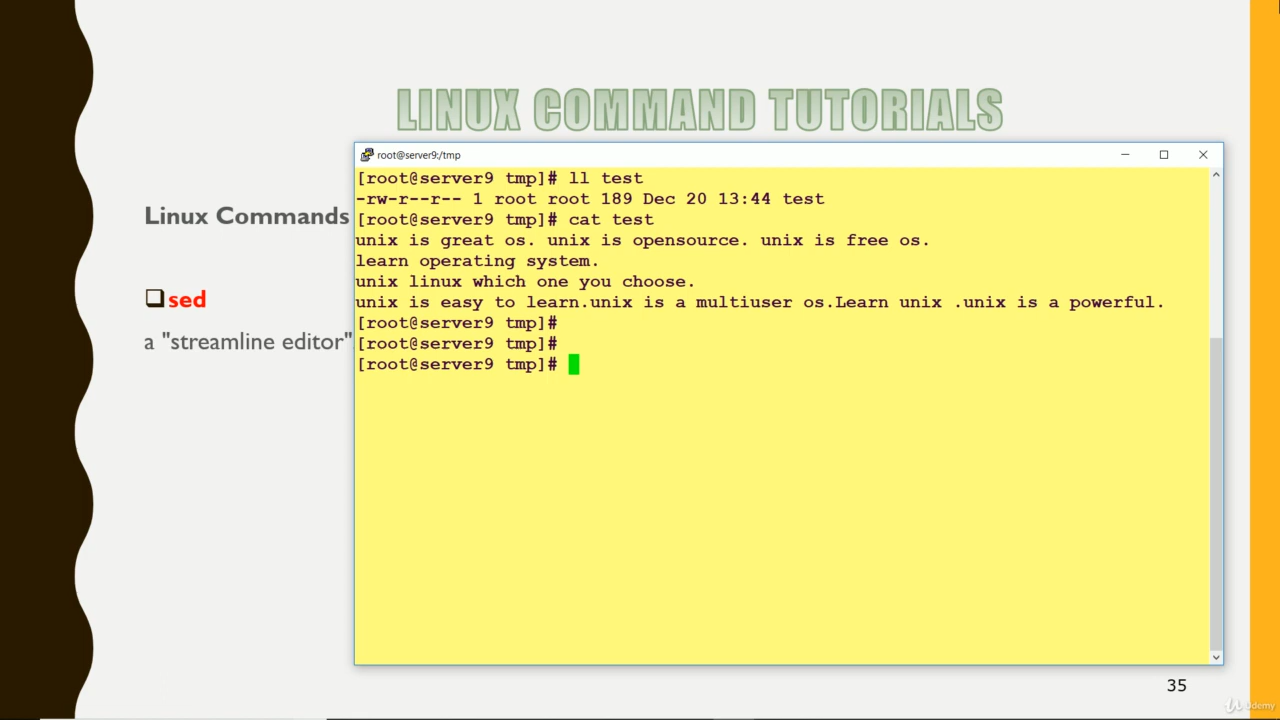 LINUX COMMAND TUTORIALS
Linux Commands
sed
a "streamline editor"
root@server9:/tmp
[root@server9 tmp]# ll test
-rw-r--r-- 1 root root 189 Dec 20 13:44 test
[root@server9 tmp]# cat test
unix is great os. unix is opensource. unix is free os.
learn operating system.
unix linux which one you choose.
unix is easy to learn.unix is a multiuser os.Learn unix .unix is a powerful.
[root@server9 tmp]#
[root@server9 tmp]#
[root@server9 tmp]#
35
Udemy